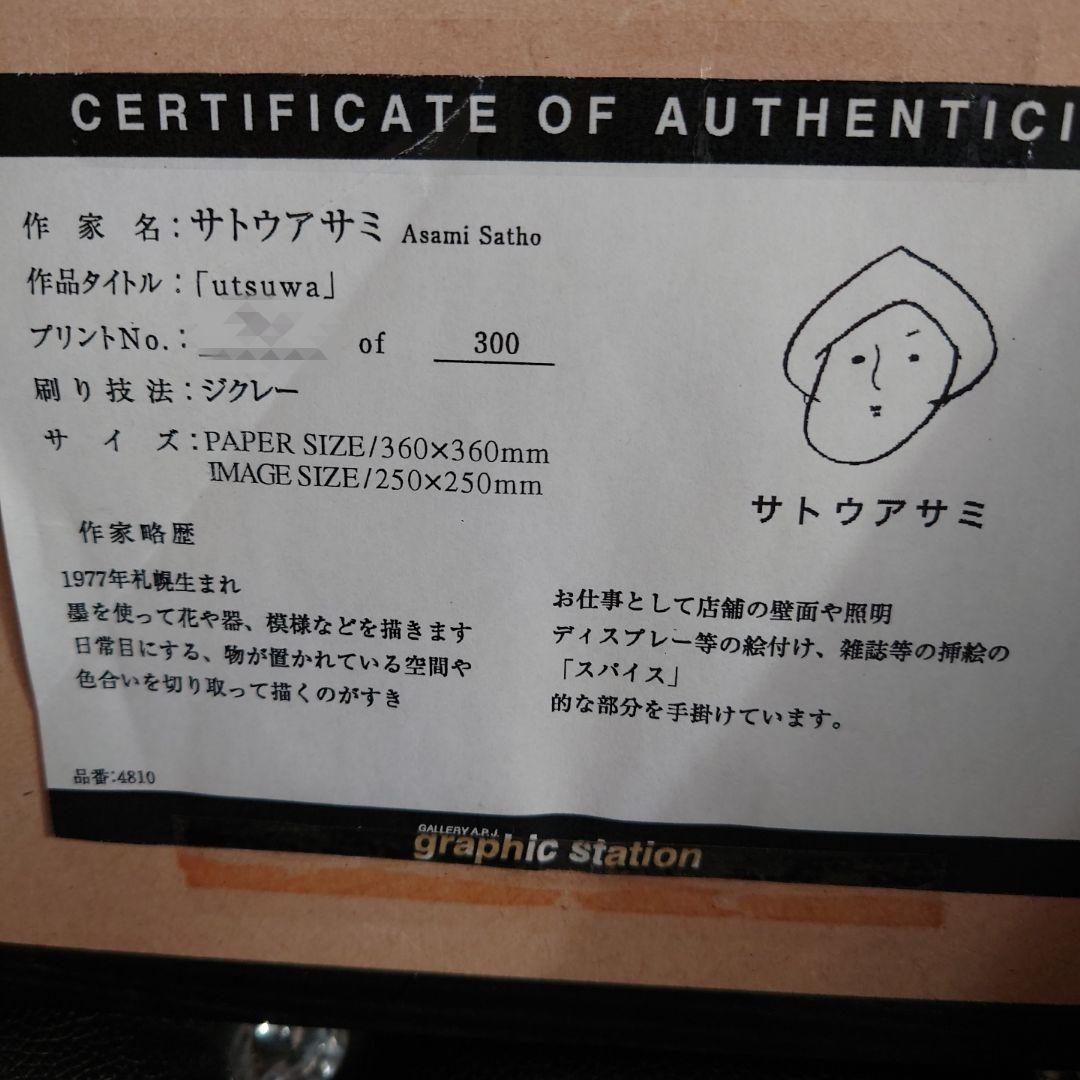 CERTIFICATE OF AUTHENTICI
作家名：サトウアサミ Asami Satho
作品タイトル：「utsuwa」
プリントNo.： of 300
刷り技法：ジクレー
サイズ：PAPER SIZE/360×360mm
IMAGE SIZE/250×250mm
サトウアサミ
作家略歴
1977年札幌生まれ
墨を使って花や器、模様などを描きます
日常目にする、物が置かれている空間や
色合いを切り取って描くのがすき
お仕事として店舗の壁面や照明
ディスプレー等の絵付け、雑誌等の挿絵の
「スパイス」
的な部分を手掛けています。
品番:4810
GALLERY A.P.J.
graphic station